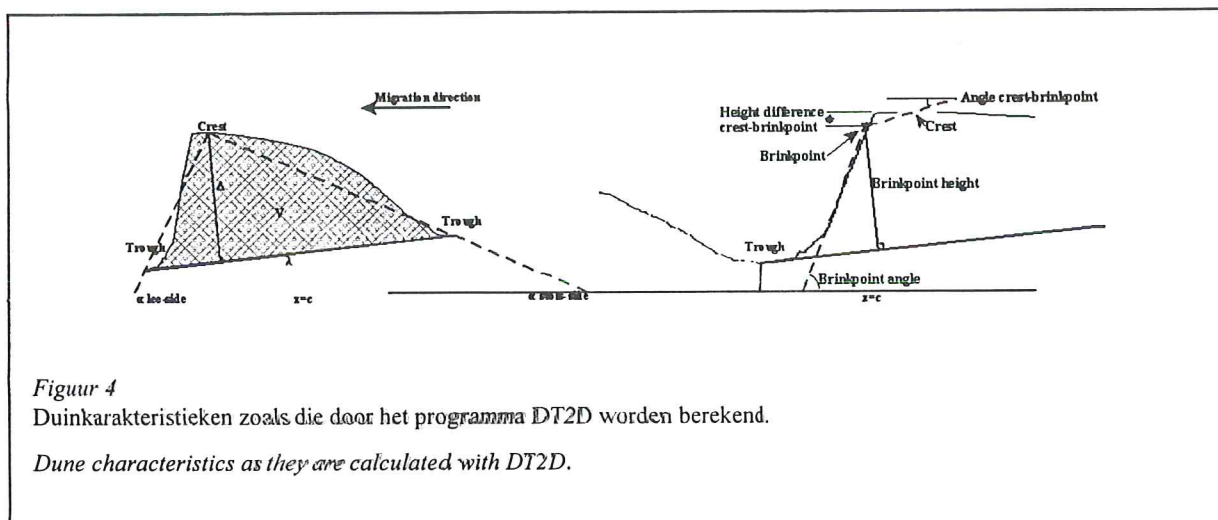 Migration direction
Crest
Δ
V
Trough
Trough
λ
α lee-side
z=c
α stoss-side
Height difference
crest-brinkpoint
Angle crest-brinkpoint
Crest
Brinkpoint
Brinkpoint height
Trough
Brinkpoint angle
z=c
Figuur 4
Duinkarakteristieken zoals die door het programma DT2D worden berekend.
Dune characteristics as they are calculated with DT2D.